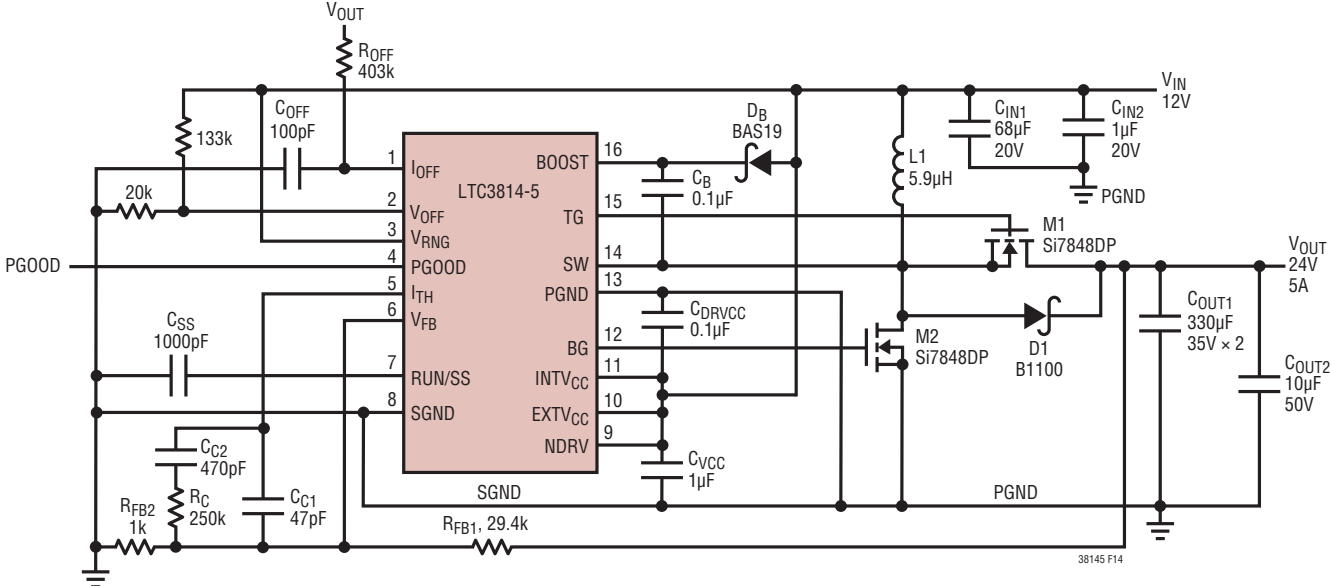 VOUT
ROFF
403k
VIN
12V
COFF
100pF
133k
DB
BAS19
CIN1
68µF
20V
CIN2
1µF
20V
L1
5.9µH
PGND
1
IOFF
BOOST
16
LTC3814-5
CB
0.1µF
20k
2
VOFF
TG
15
M1
Si7848DP
3
VRNG
PGOOD
4
PGOOD
SW
14
VOUT
24V
5A
5
ITH
PGND
13
CDRVCC
0.1µF
COUT1
330µF
35V × 2
6
VFB
CSS
1000pF
BG
12
M2
Si7848DP
D1
B1100
7
RUN/SS
INTVCC
11
COUT2
10µF
50V
8
SGND
EXTVCC
10
NDRV
9
CC2
470pF
CVCC
1µF
RC
250k
CC1
47pF
SGND
PGND
RFB2
1k
RFB1, 29.4k
38145 F14